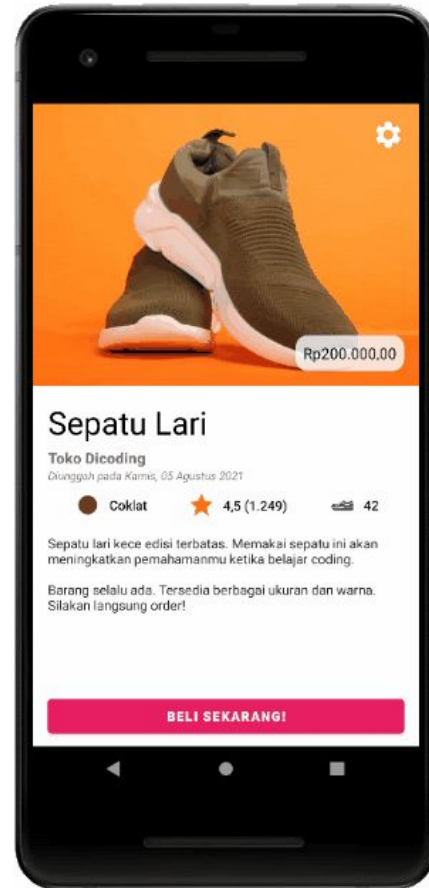 Rp200.000,00
Sepatu Lari
Toko Dicoding
Diunggah pada Kamis, 05 Agustus 2021
Coklat 4,5 (1.249) 42
Sepatu lari kece edisi terbatas. Memakai sepatu ini akan
meningkatkan pemahamanmu ketika belajar coding.
Barang selalu ada. Tersedia berbagai ukuran dan warna.
Silakan langsung order!
BELI SEKARANG!